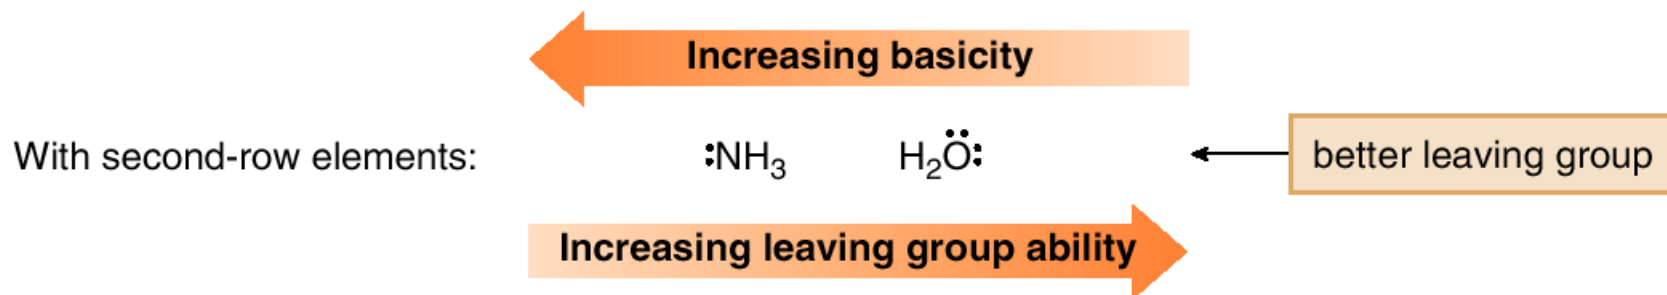 Increasing basicity
With second-row elements: :NH₃ H₂Ö: better leaving group
Increasing leaving group ability